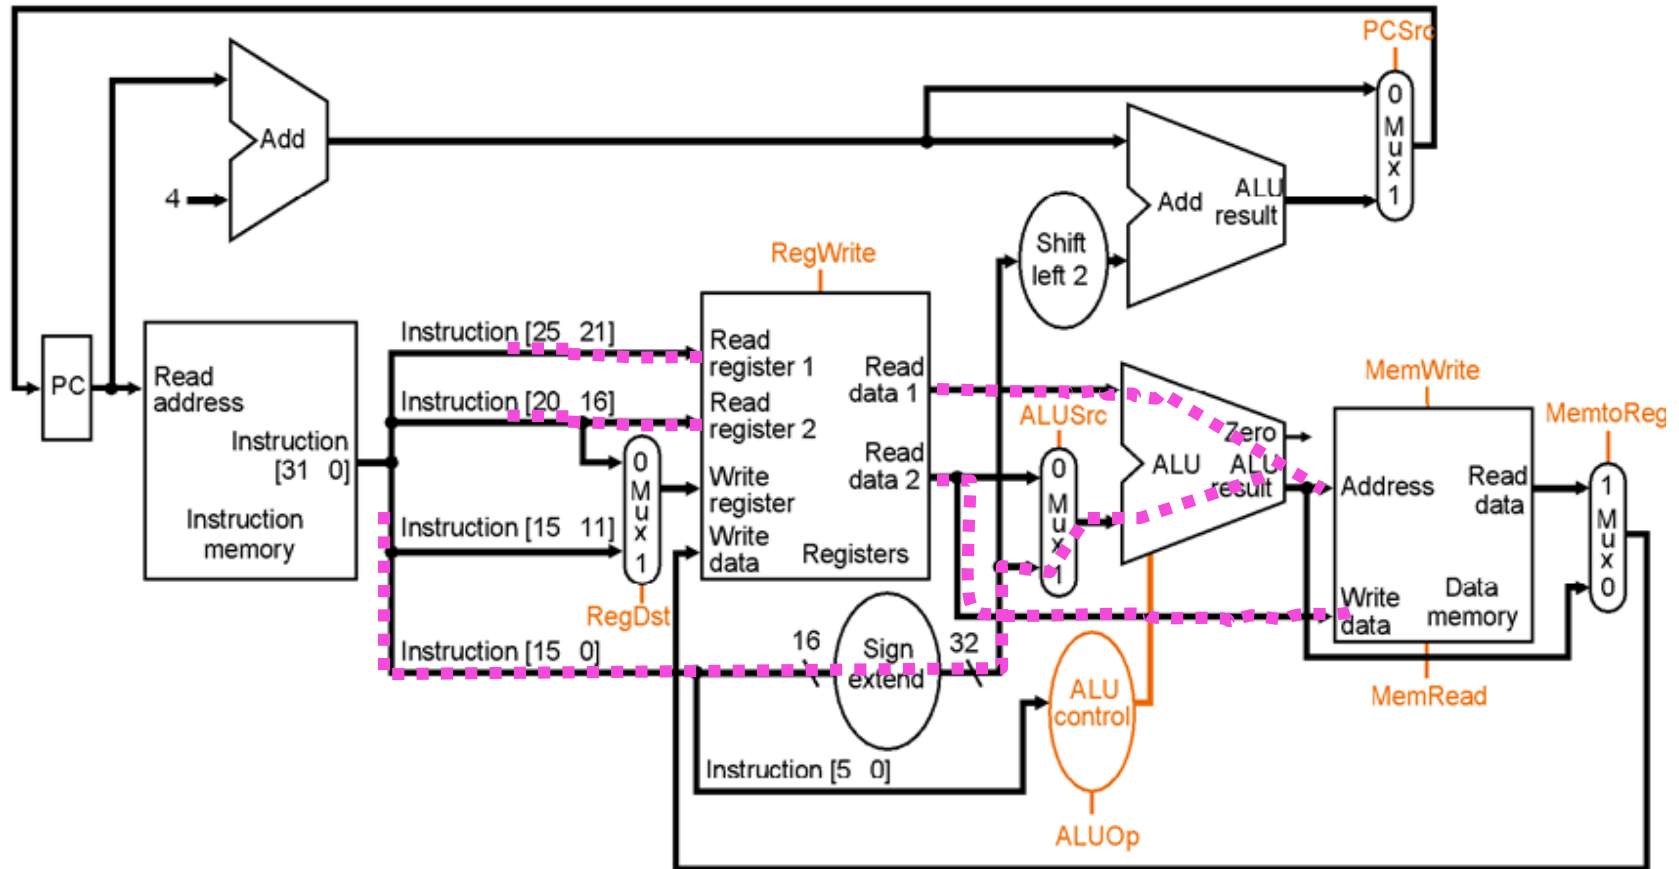 PCSrc
0
M
u
x
1
Add
4
Add
ALU
result
Shift
left 2
RegWrite
PC
Read
address
Instruction
[31 0]
Instruction
memory
Instruction [25 21]
Instruction [20 16]
Instruction [15 11]
Instruction [15 0]
0
M
u
x
1
RegDst
Read
register 1
Read
register 2
Write
register
Write
data
Read
data 1
Read
data 2
Registers
16
Sign
extend
32
Instruction [5 0]
ALUSrc
0
M
u
x
1
Zero
ALU
ALU
result
ALU
control
ALUOp
MemWrite
Address
Read
data
Write
data
Data
memory
MemRead
MemtoReg
1
M
u
x
0